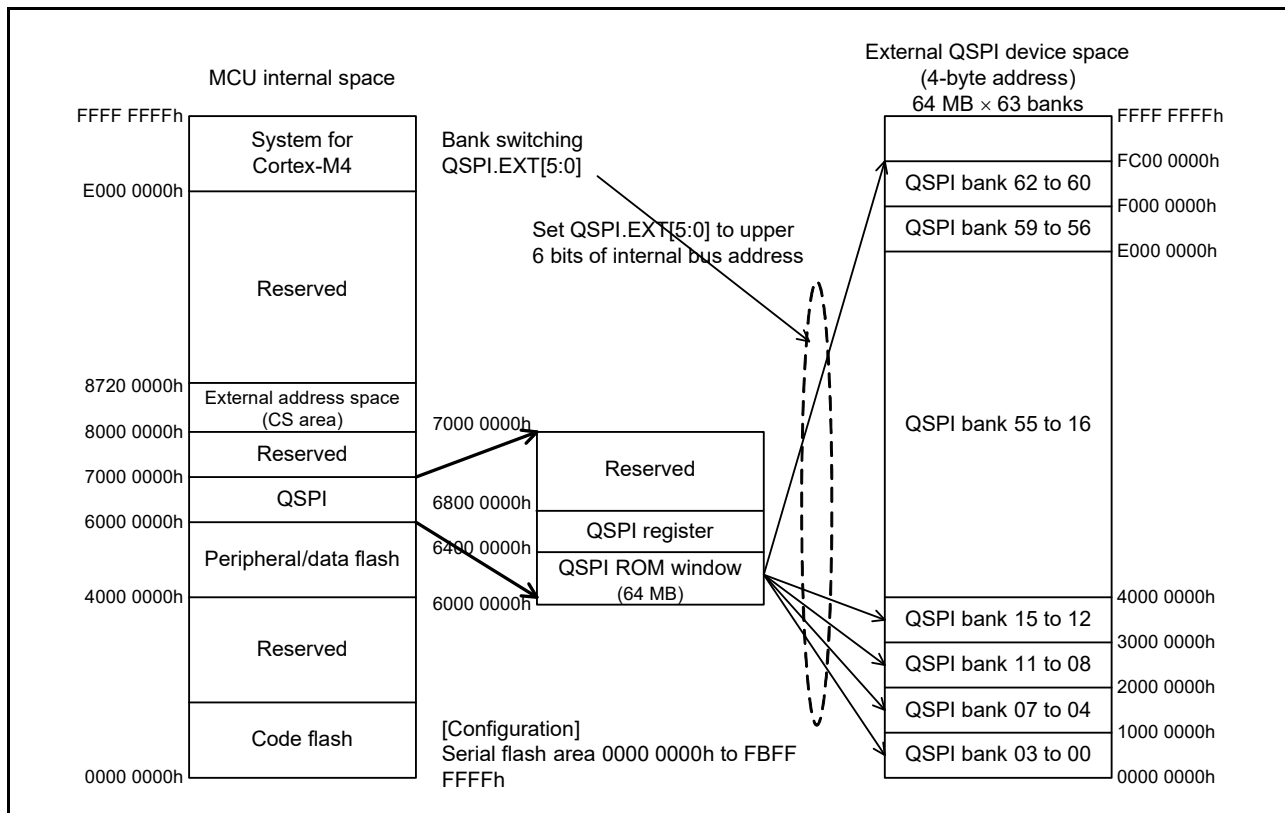 MCU internal space
FFFF FFFFh
System for
Cortex-M4
E000 0000h
Reserved
8720 0000h
External address space
(CS area)
8000 0000h
Reserved
7000 0000h
QSPI
6000 0000h
Peripheral/data flash
4000 0000h
Reserved
Code flash
0000 0000h
Bank switching
QSPI.EXT[5:0]
Set QSPI.EXT[5:0] to upper
6 bits of internal bus address
7000 0000h
Reserved
6800 0000h
QSPI register
6400 0000h
QSPI ROM window
(64 MB)
6000 0000h
[Configuration]
Serial flash area 0000 0000h to FBFF
FFFFh
External QSPI device space
(4-byte address)
64 MB × 63 banks
FFFF FFFFh
FC00 0000h
QSPI bank 62 to 60
F000 0000h
QSPI bank 59 to 56
E000 0000h
QSPI bank 55 to 16
4000 0000h
QSPI bank 15 to 12
3000 0000h
QSPI bank 11 to 08
2000 0000h
QSPI bank 07 to 04
1000 0000h
QSPI bank 03 to 00
0000 0000h